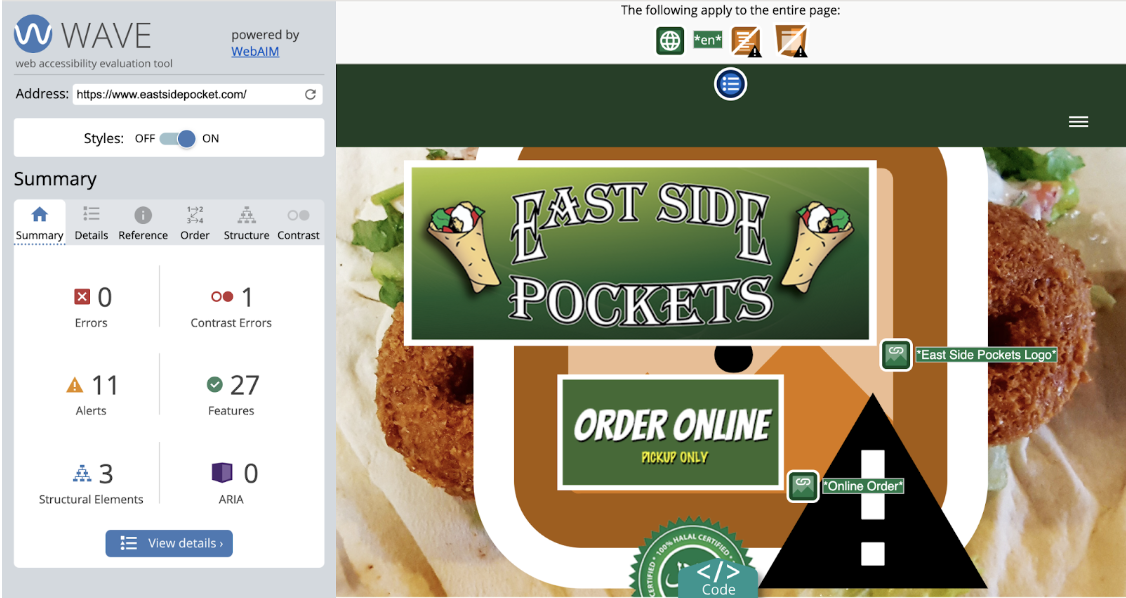 WAVE
powered by
WebAIM
web accessibility evaluation tool
Address: https://www.eastsidepocket.com/
Styles: OFF ON
Summary
Summary Details Reference Order Structure Contrast
0
Errors
1
Contrast Errors
11
Alerts
27
Features
3
Structural Elements
0
ARIA
View details ›
The following apply to the entire page:
*en*
EAST SIDE
POCKETS
*East Side Pockets Logo*
ORDER ONLINE
PICKUP ONLY
*Online Order*
100% HALAL CERTIFIED
CERTIFIED
</>
Code